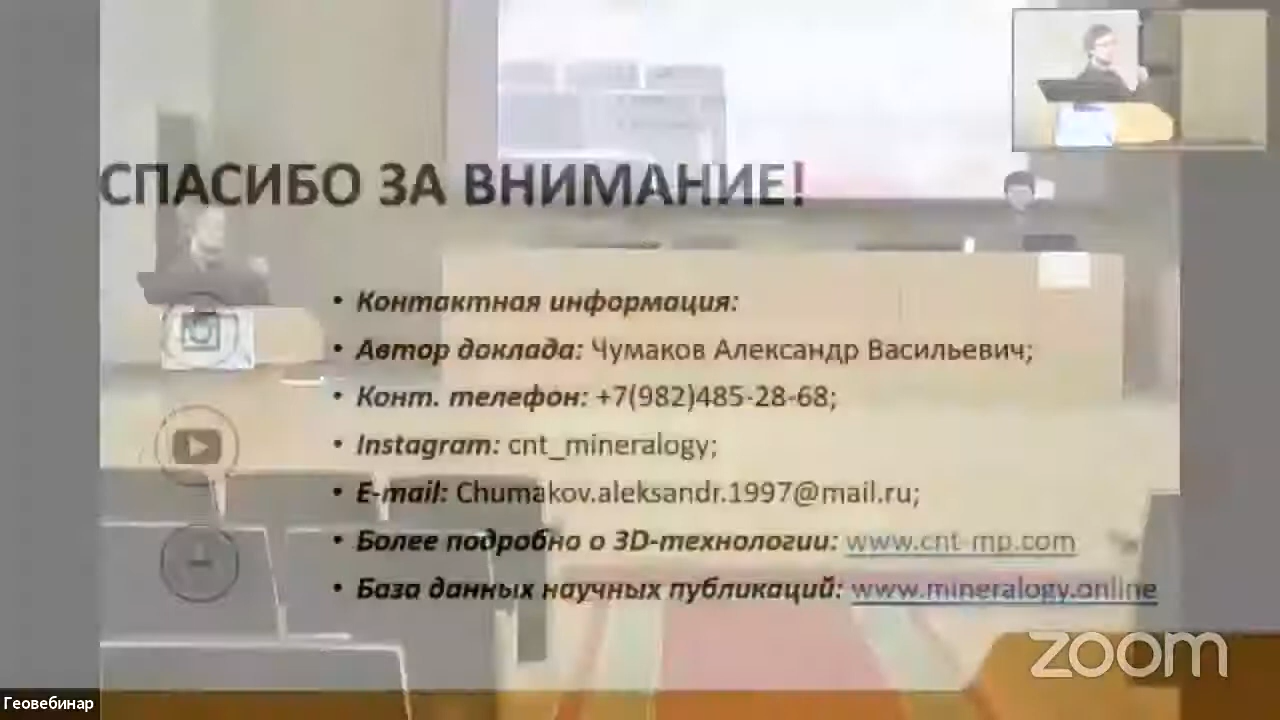 СПАСИБО ЗА ВНИМАНИЕ!
• Контактная информация:
• Автор доклада: Чумаков Александр Васильевич;
• Конт. телефон: +7(982)485-28-68;
• Instagram: cnt_mineralogy;
• E-mail: Chumakov.aleksandr.1997@mail.ru;
• Более подробно о 3D-технологии: www.cnt-mp.com
• База данных научных публикаций: www.mineralogy.online
zoom
Геовебинар